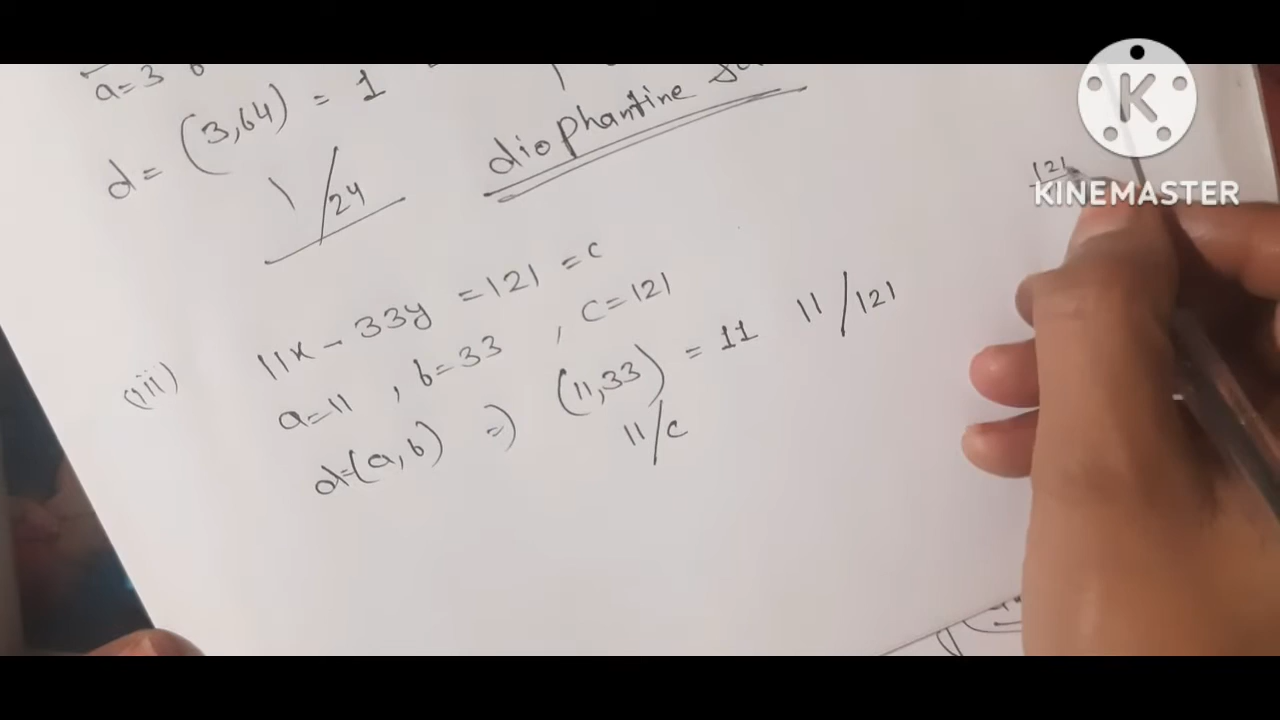 a=3
d= (3,64) = 1
1/24
diophantine
121
KINEMASTER
(iii) 11x - 33y = 121 = c
a=11 , b=33 , c=121
d=(a,b) => (11,33) = 11 11/121
11/c